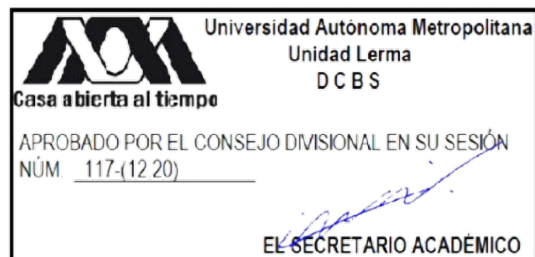 Universidad Autónoma Metropolitana
Unidad Lerma
D C B S
Casa abierta al tiempo
APROBADO POR EL CONSEJO DIVISIONAL EN SU SESIÓN
NÚM. 117-(12.20)
EL SECRETARIO ACADÉMICO